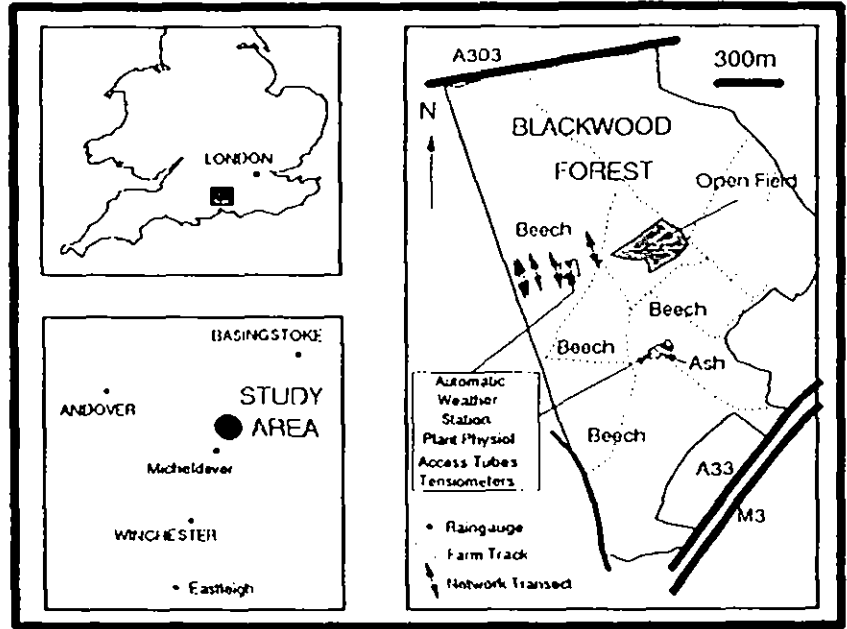 LONDON
BASINGSTOKE
ANDOVER
STUDY
AREA
Micheldever
WINCHESTER
Eastleigh
A303
300m
N
BLACKWOOD
FOREST
Open Field
Beech
Beech
Beech
Ash
Beech
Automatic
Weather
Station
Plant Physiol
Access Tubes
Tensiometers
A33
M3
Raingauge
Farm Track
Network Transect